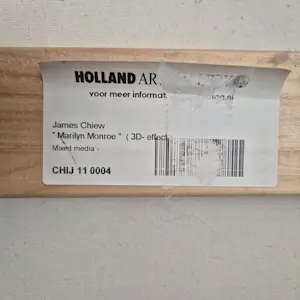 HOLLAND AR
voor meer informat
James Chiew
" Marilyn Monroe " ( 3D- effect
Mixed media -
CHIJ 11 0004